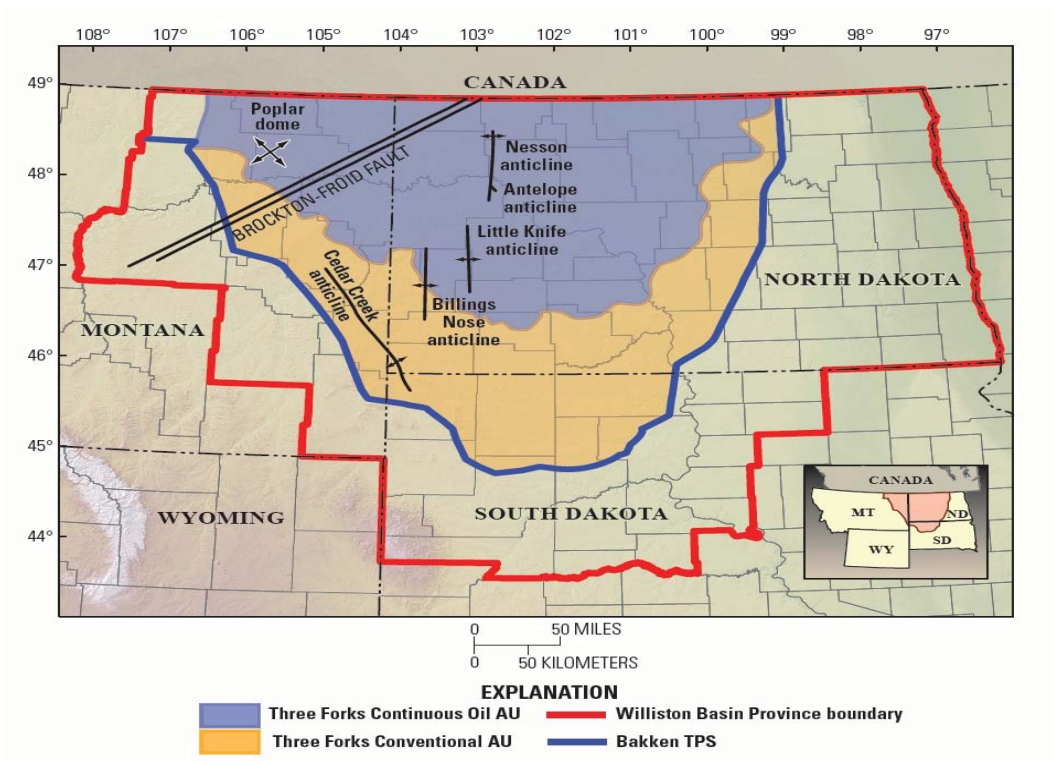 108° 107° 106° 105° 104° 103° 102° 101° 100° 99° 98° 97°
49°
48°
47°
46°
45°
44°
CANADA
Poplar
dome
BROCKTON-FROID FAULT
Nesson
anticline
Antelope
anticline
Little Knife
anticline
Cedar Creek
anticline
Billings
Nose
anticline
NORTH DAKOTA
MONTANA
WYOMING
SOUTH DAKOTA
CANADA
MT
ND
SD
WY
0 50 MILES
0 50 KILOMETERS
EXPLANATION
Three Forks Continuous Oil AU
Williston Basin Province boundary
Three Forks Conventional AU
Bakken TPS